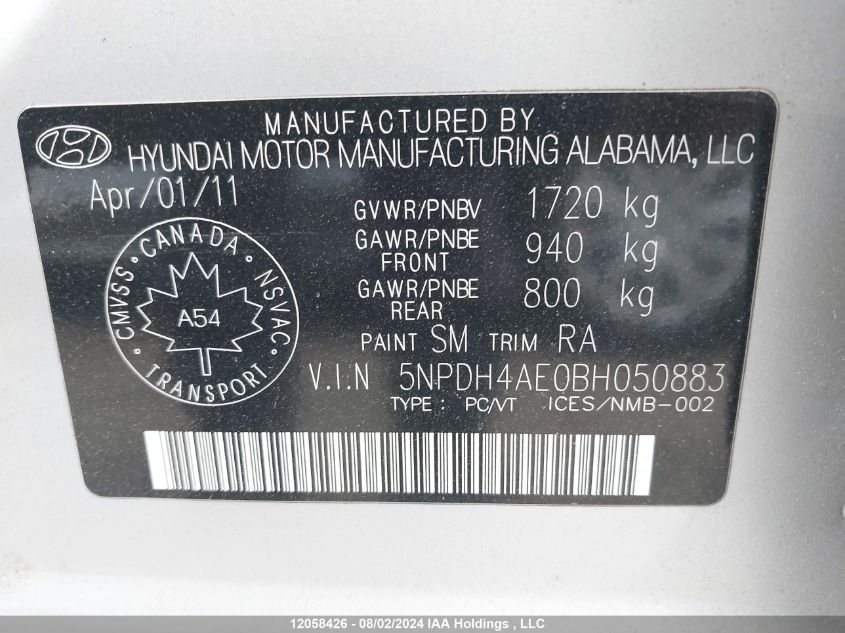 MANUFACTURED BY
HYUNDAI MOTOR MANUFACTURING ALABAMA, LLC
Apr/01/11
GVWR/PNBV 1720 kg
GAWR/PNBE FRONT 940 kg
GAWR/PNBE REAR 800 kg
CANADA
CMVSS
NSVAC
A54
TRANSPORT
PAINT SM TRIM RA
V.I.N 5NPDH4AE0BH050883
TYPE: PC/VT ICES/NMB-002
12058426 - 08/02/2024 IAA Holdings , LLC